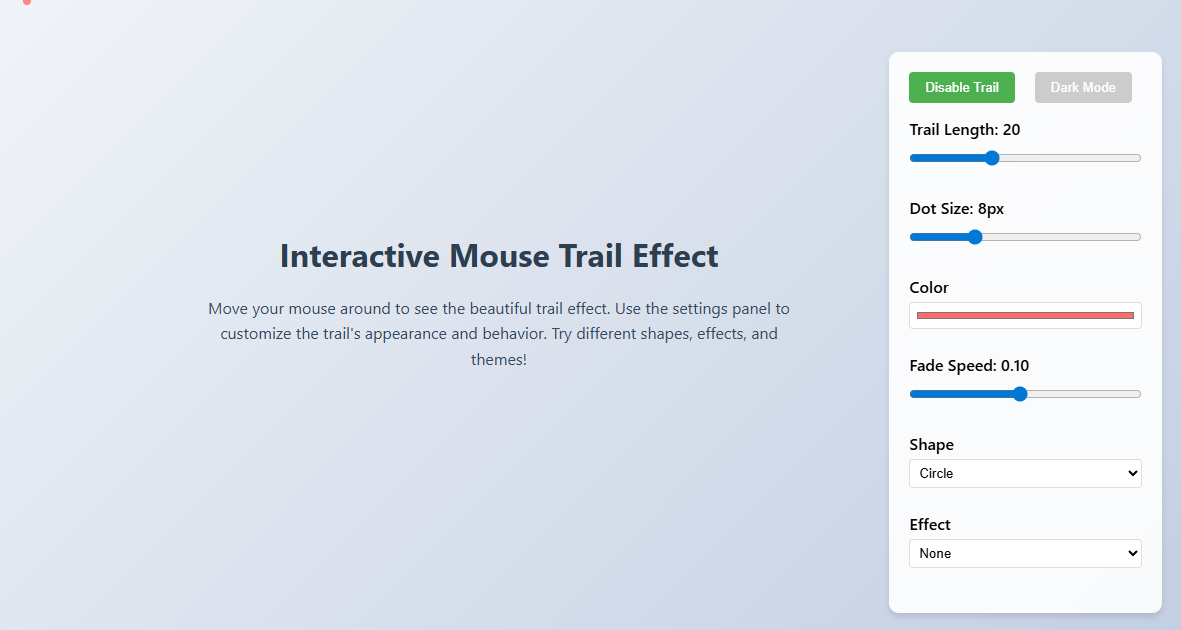 Disable Trail Dark Mode
Trail Length: 20
Dot Size: 8px
Interactive Mouse Trail Effect
Move your mouse around to see the beautiful trail effect. Use the settings panel to
customize the trail's appearance and behavior. Try different shapes, effects, and
themes!
Color
Fade Speed: 0.10
Shape
Circle
Effect
None